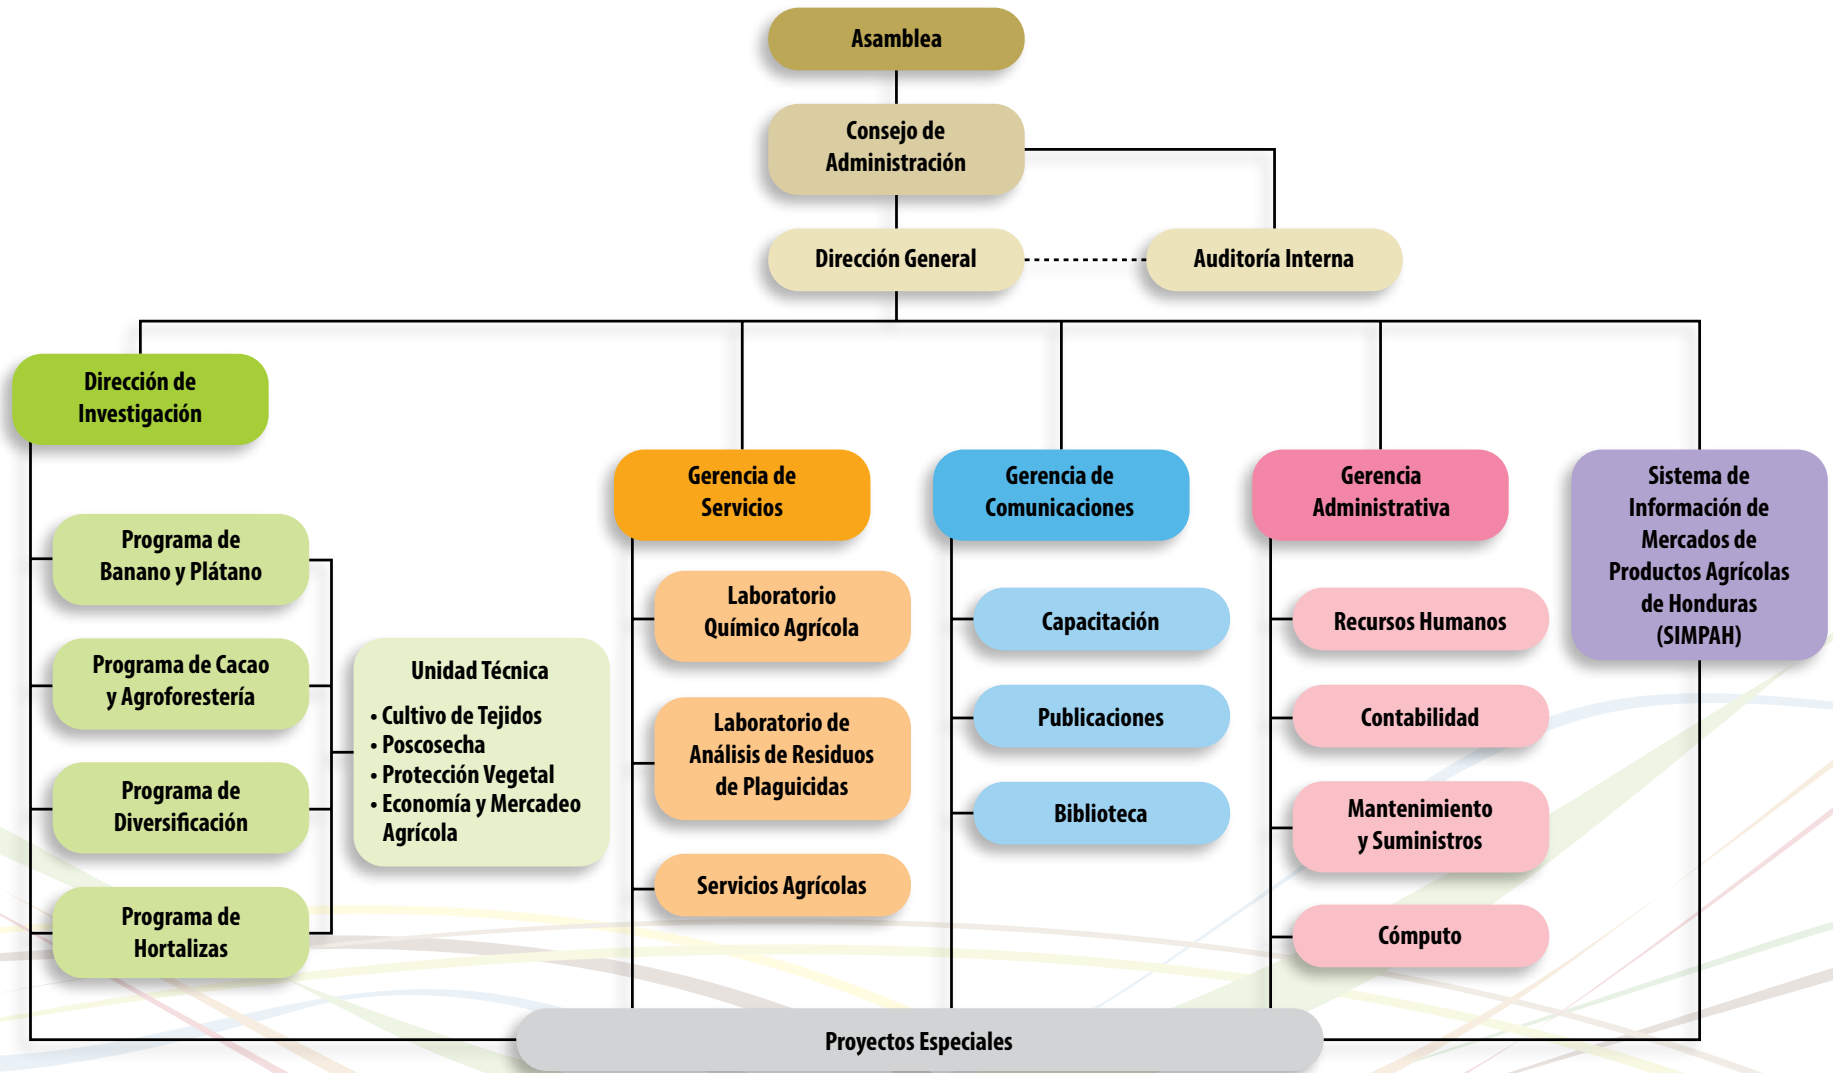 Asamblea
Consejo de
Administración
Dirección General
Auditoría Interna
Dirección de
Investigación
Programa de
Banano y Plátano
Programa de Cacao
y Agroforestería
Programa de
Diversificación
Programa de
Hortalizas
Unidad Técnica
• Cultivo de Tejidos
• Poscosecha
• Protección Vegetal
• Economía y Mercadeo
Agrícola
Gerencia de
Servicios
Laboratorio
Químico Agrícola
Laboratorio de
Análisis de Residuos
de Plaguicidas
Servicios Agrícolas
Gerencia de
Comunicaciones
Capacitación
Publicaciones
Biblioteca
Gerencia
Administrativa
Recursos Humanos
Contabilidad
Mantenimiento
y Suministros
Cómputo
Sistema de
Información de
Mercados de
Productos Agrícolas
de Honduras
(SIMPAH)
Proyectos Especiales